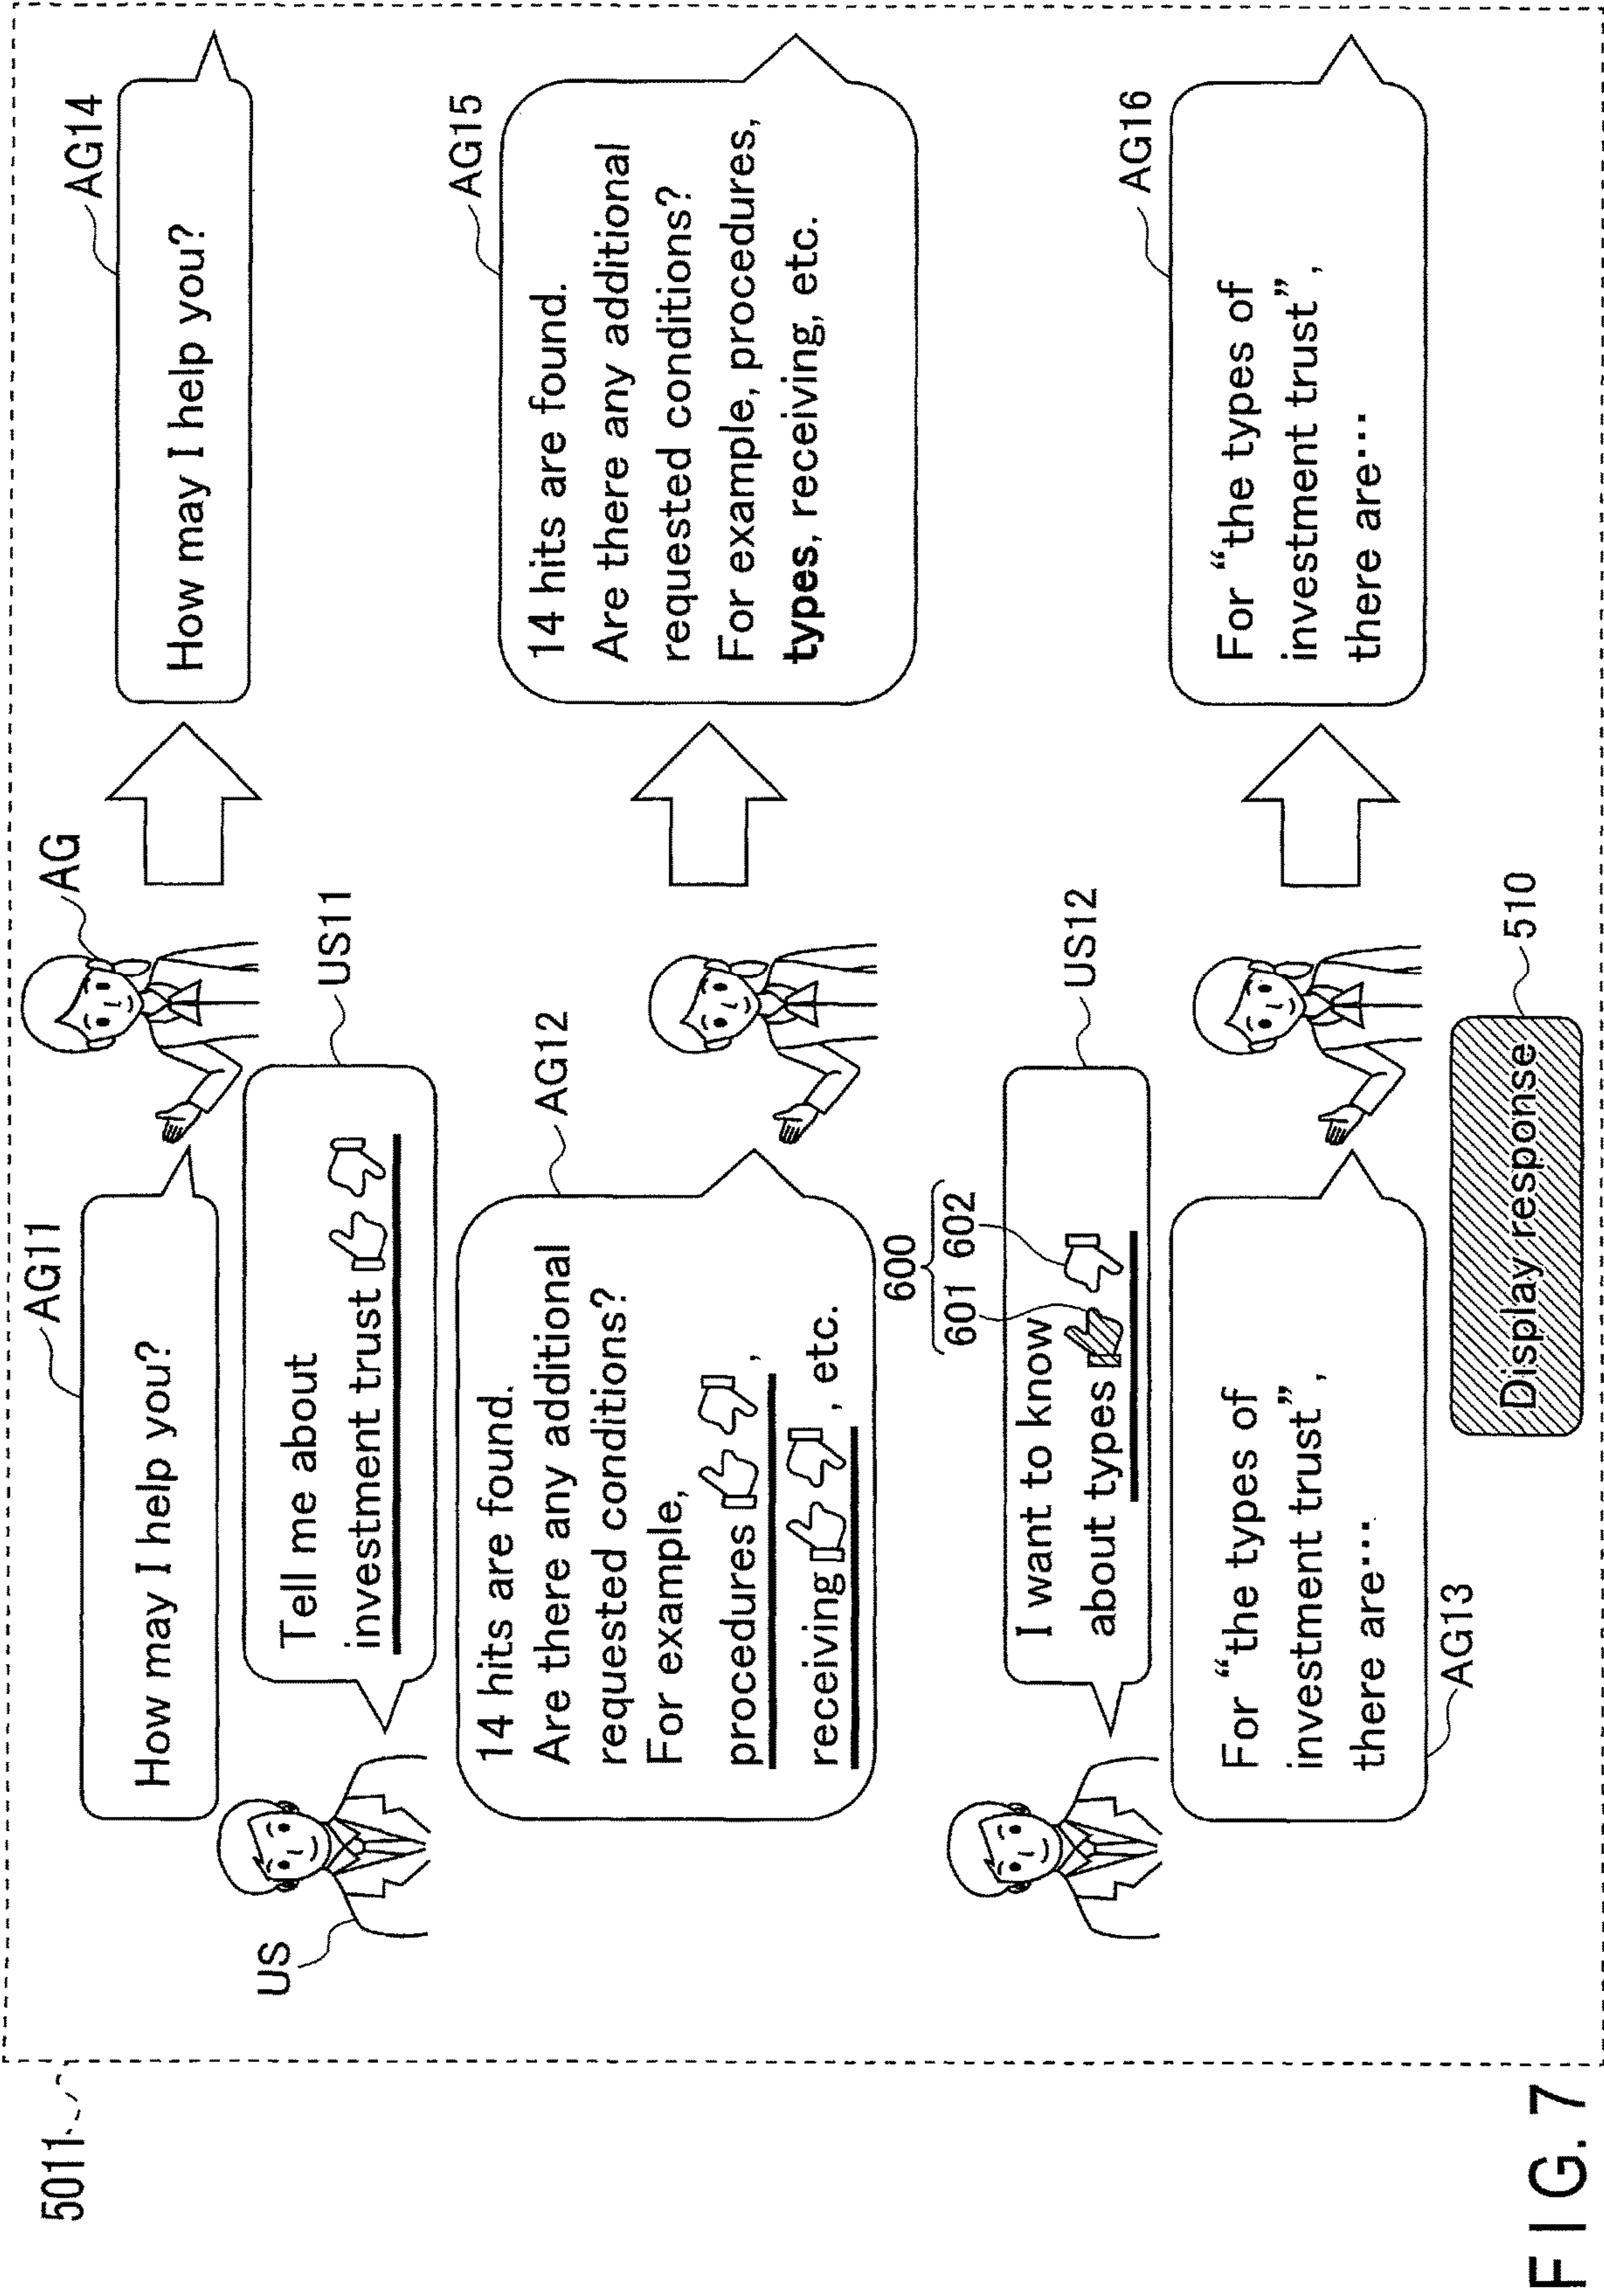 5011
AG11
How may I help you?
AG
AG14
How may I help you?
US
US11
Tell me about
investment trust
AG12
14 hits are found.
Are there any additional
requested conditions?
For example,
procedures ,
receiving , etc.
AG15
14 hits are found.
Are there any additional
requested conditions?
For example, procedures,
types, receiving, etc.
600
601 602
US12
I want to know
about types
AG13
For “the types of
investment trust”,
there are...
AG16
For “the types of
investment trust”,
there are...
510
Display response
FIG. 7